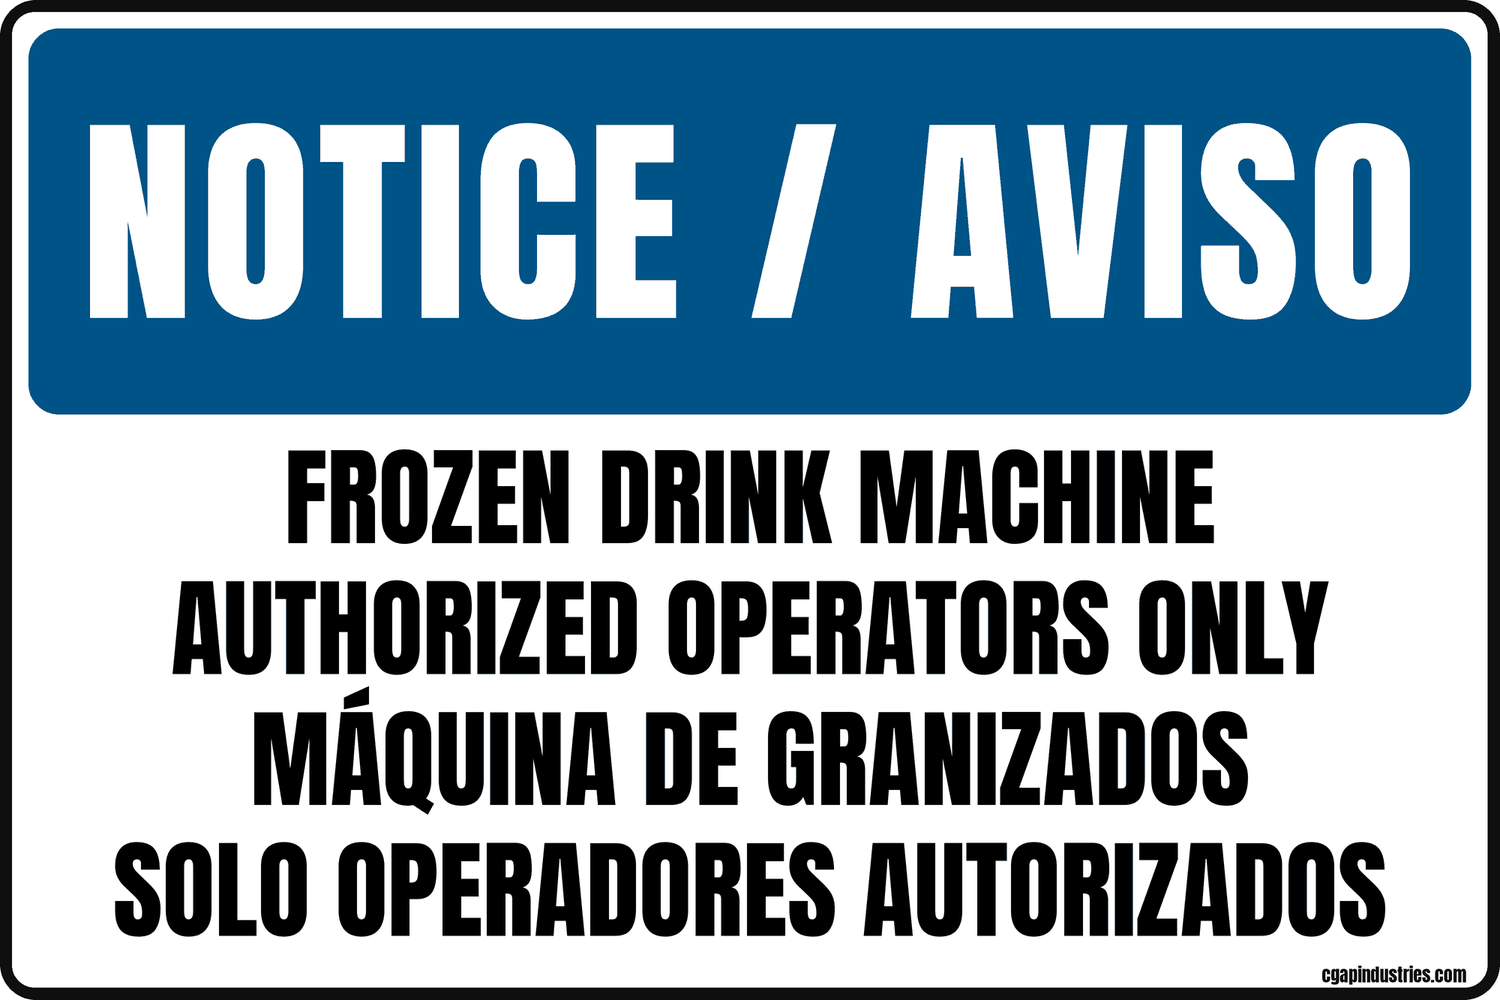 NOTICE / AVISO
FROZEN DRINK MACHINE
AUTHORIZED OPERATORS ONLY
MÁQUINA DE GRANIZADOS
SOLO OPERADORES AUTORIZADOS
cgapindustries.com